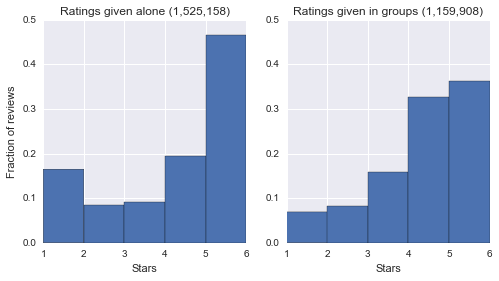 Ratings given alone (1,525,158)
0.5
0.4
0.3
0.2
0.1
0.0
Fraction of reviews
1 2 3 4 5 6
Stars
Ratings given in groups (1,159,908)
0.5
0.4
0.3
0.2
0.1
0.0
1 2 3 4 5 6
Stars